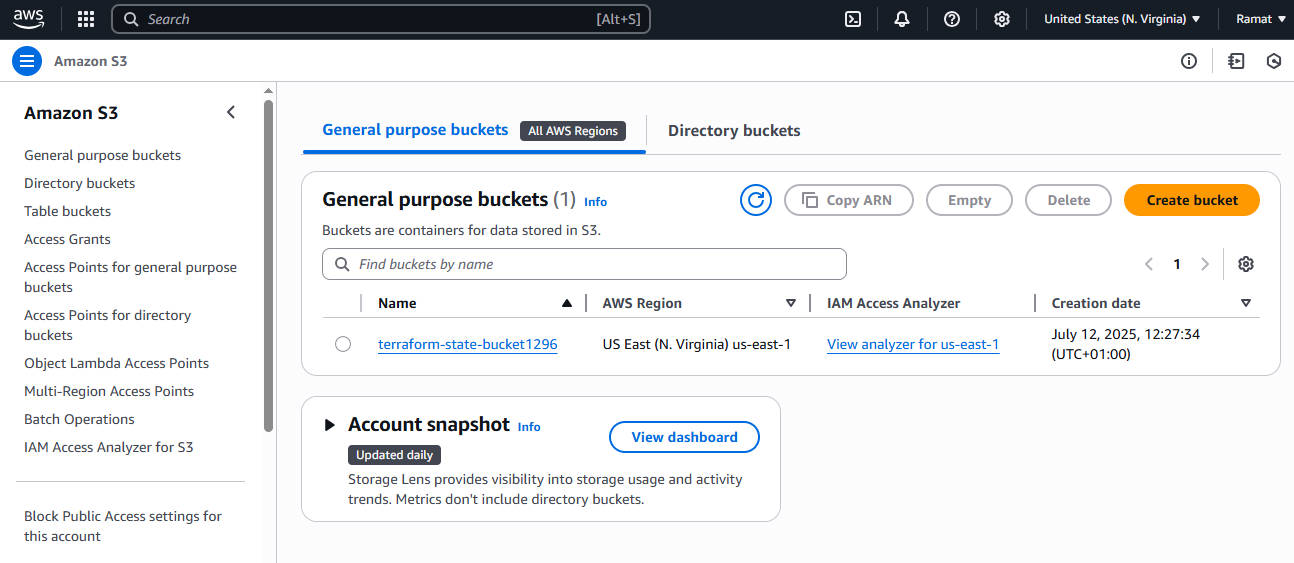 aws
Search [Alt+S]
United States (N. Virginia) ▼
Ramat ▼
Amazon S3
Amazon S3
General purpose buckets
Directory buckets
Table buckets
Access Grants
Access Points for general purpose
buckets
Access Points for directory
buckets
Object Lambda Access Points
Multi-Region Access Points
Batch Operations
IAM Access Analyzer for S3
Block Public Access settings for
this account
General purpose buckets All AWS Regions
Directory buckets
General purpose buckets (1) Info
Copy ARN
Empty
Delete
Create bucket
Buckets are containers for data stored in S3.
Find buckets by name
1
Name AWS Region IAM Access Analyzer Creation date
terraform-state-bucket1296 US East (N. Virginia) us-east-1 View analyzer for us-east-1 July 12, 2025, 12:27:34
(UTC+01:00)
Account snapshot Info
View dashboard
Updated daily
Storage Lens provides visibility into storage usage and activity
trends. Metrics don't include directory buckets.